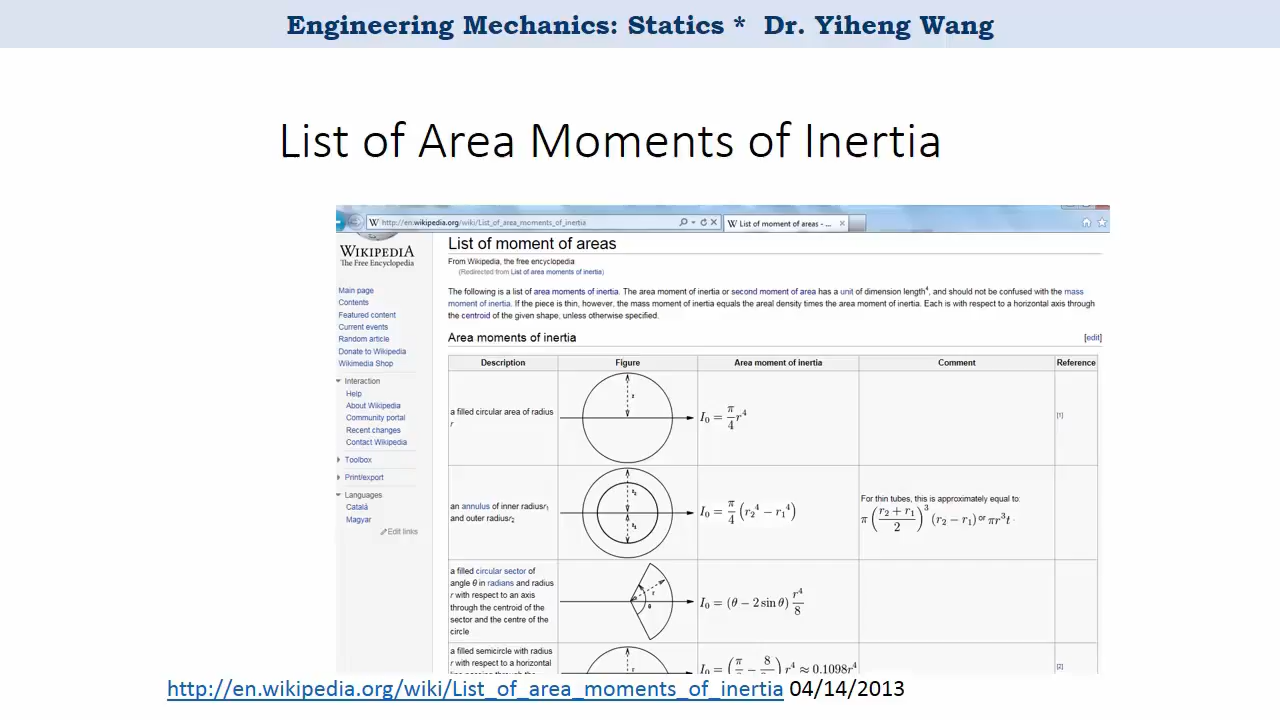 Engineering Mechanics: Statics * Dr. Yiheng Wang
List of Area Moments of Inertia
http://en.wikipedia.org/wiki/List_of_area_moments_of_inertia
List of moment of areas - ...
WIKIPEDIA
The Free Encyclopedia
Main page
Contents
Featured content
Current events
Random article
Donate to Wikipedia
Wikimedia Shop
Interaction
Help
About Wikipedia
Community portal
Recent changes
Contact Wikipedia
Toolbox
Print/export
Languages
Català
Magyar
Edit links
List of moment of areas
From Wikipedia, the free encyclopedia
(Redirected from List of area moments of inertia)
The following is a list of area moments of inertia. The area moment of inertia or second moment of area has a unit of dimension length⁴, and should not be confused with the mass
moment of inertia. If the piece is thin, however, the mass moment of inertia equals the areal density times the area moment of inertia. Each is with respect to a horizontal axis through
the centroid of the given shape, unless otherwise specified.
Area moments of inertia [edit]
Description Figure Area moment of inertia Comment Reference
a filled circular area of radius
r
r
I₀ = π/4 r⁴
[1]
an annulus of inner radius r₁
and outer radius r₂
r₂
r₁
I₀ = π/4 (r₂⁴ − r₁⁴)
For thin tubes, this is approximately equal to:
π ((r₂ + r₁)/2)³ (r₂ − r₁) or πr³t .
a filled circular sector of
angle θ in radians and radius
r with respect to an axis
through the centroid of the
sector and the centre of the
circle
r
θ
I₀ = (θ − 2 sin θ) r⁴/8
a filled semicircle with radius
r with respect to a horizontal
r
I₀ = (π/ − 8/) r⁴ ≈ 0.1098r⁴
[2]
http://en.wikipedia.org/wiki/List_of_area_moments_of_inertia 04/14/2013